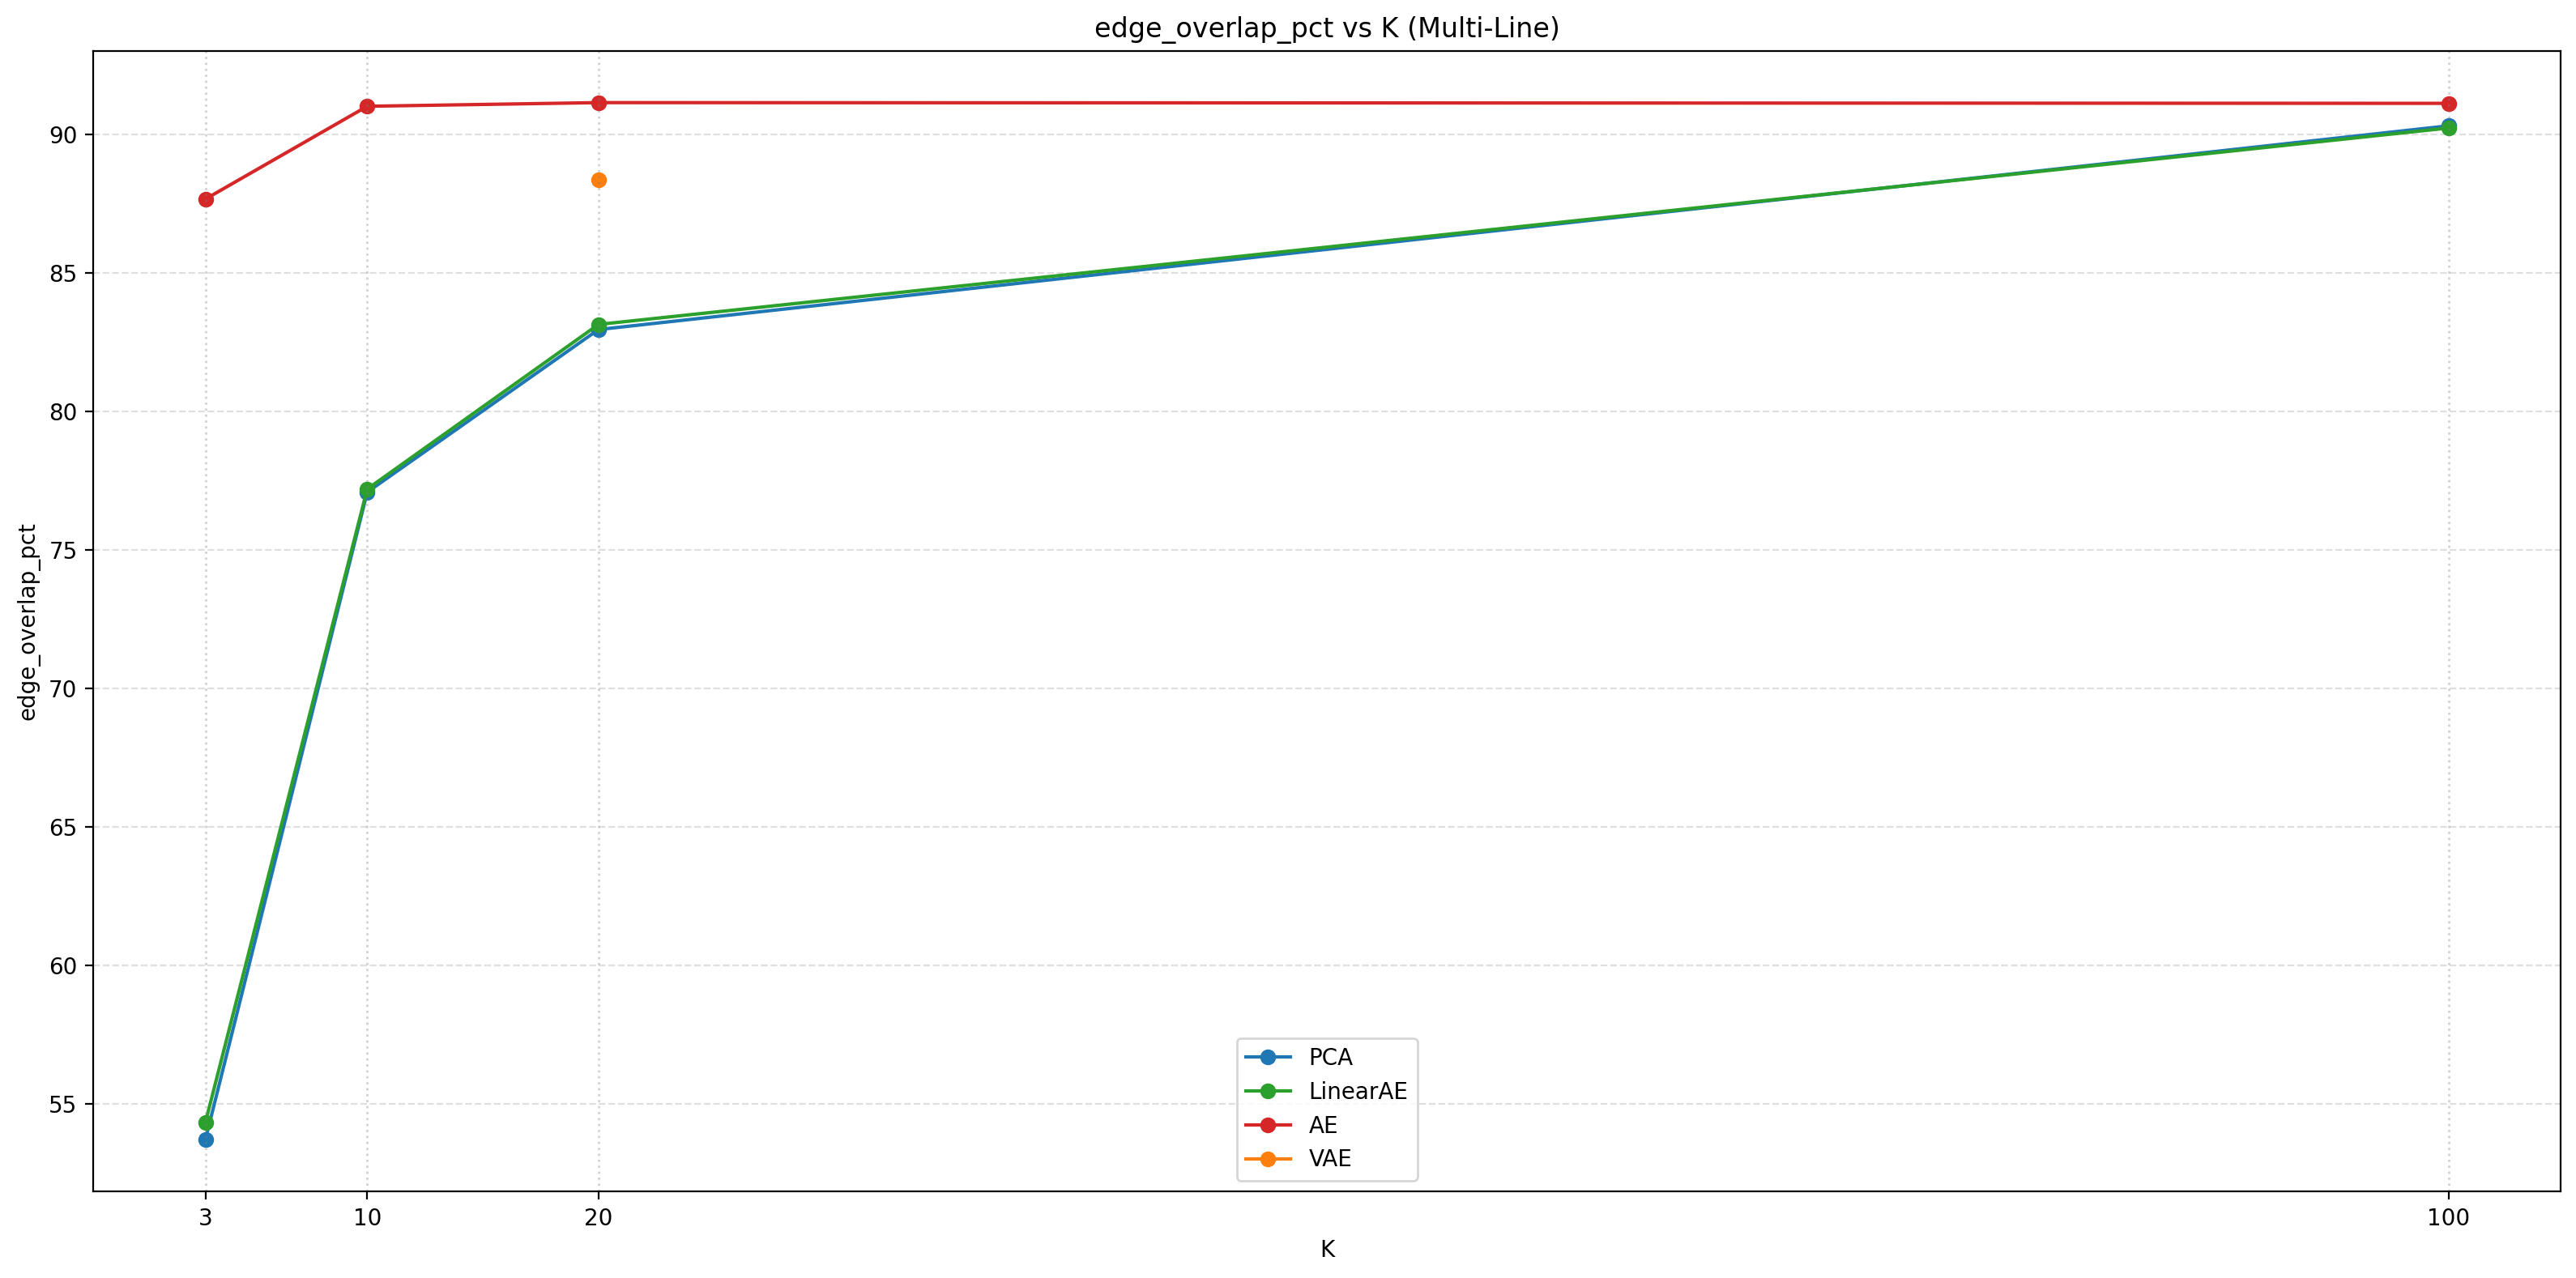 edge_overlap_pct vs K (Multi-Line)
edge_overlap_pct
90
85
80
75
70
65
60
55
PCA
LinearAE
AE
VAE
3
10
20
100
K